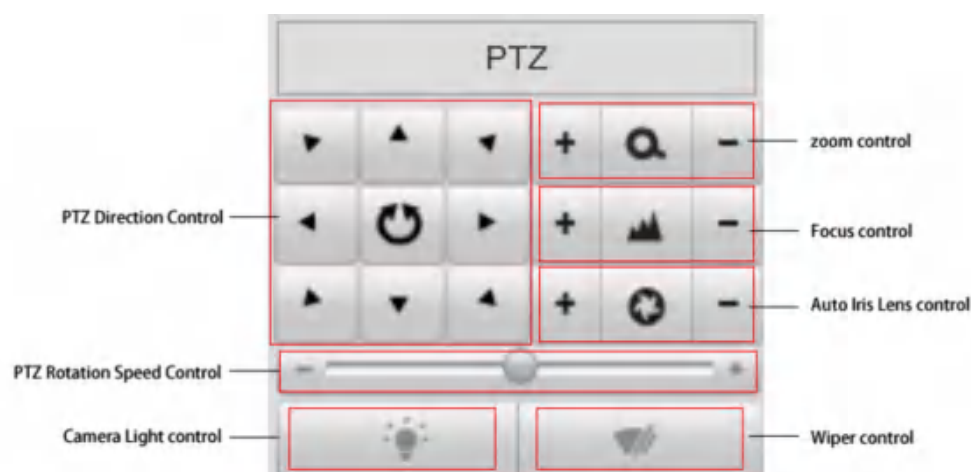 PTZ
zoom control
PTZ Direction Control
Focus control
Auto Iris Lens control
PTZ Rotation Speed Control
Camera Light control
Wiper control